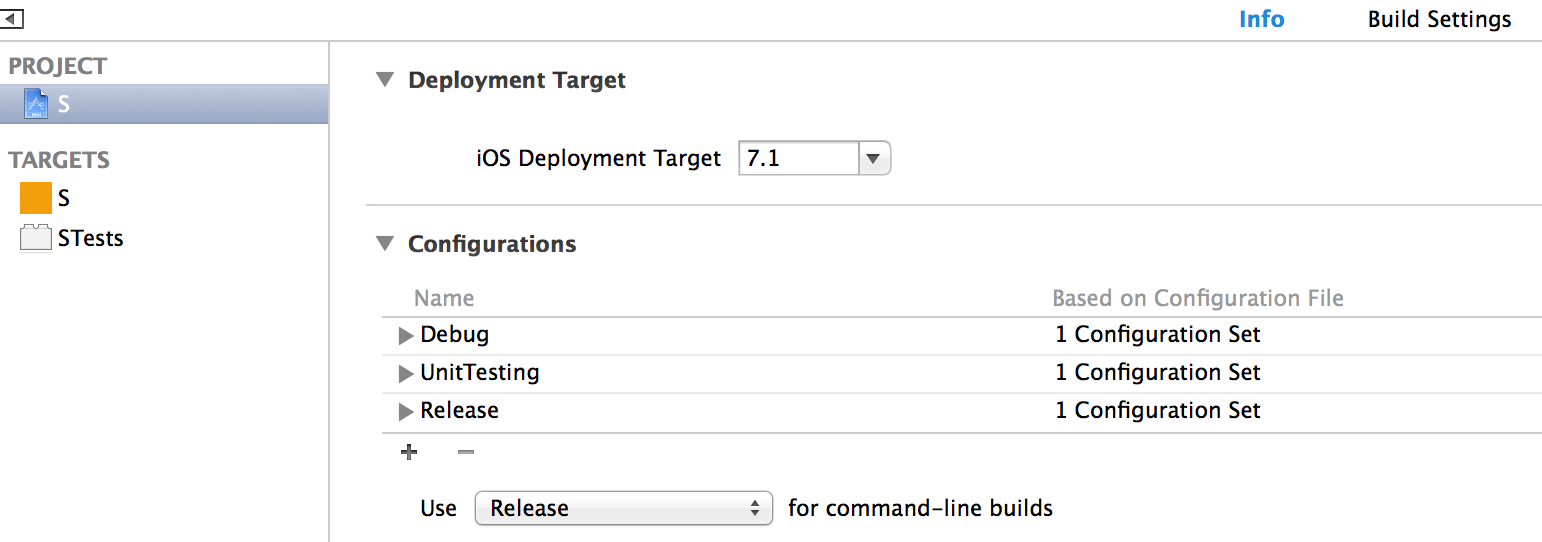 Info Build Settings
PROJECT
S
TARGETS
S
STests
Deployment Target
iOS Deployment Target 7.1
Configurations
Name Based on Configuration File
Debug 1 Configuration Set
UnitTesting 1 Configuration Set
Release 1 Configuration Set
Use Release for command-line builds